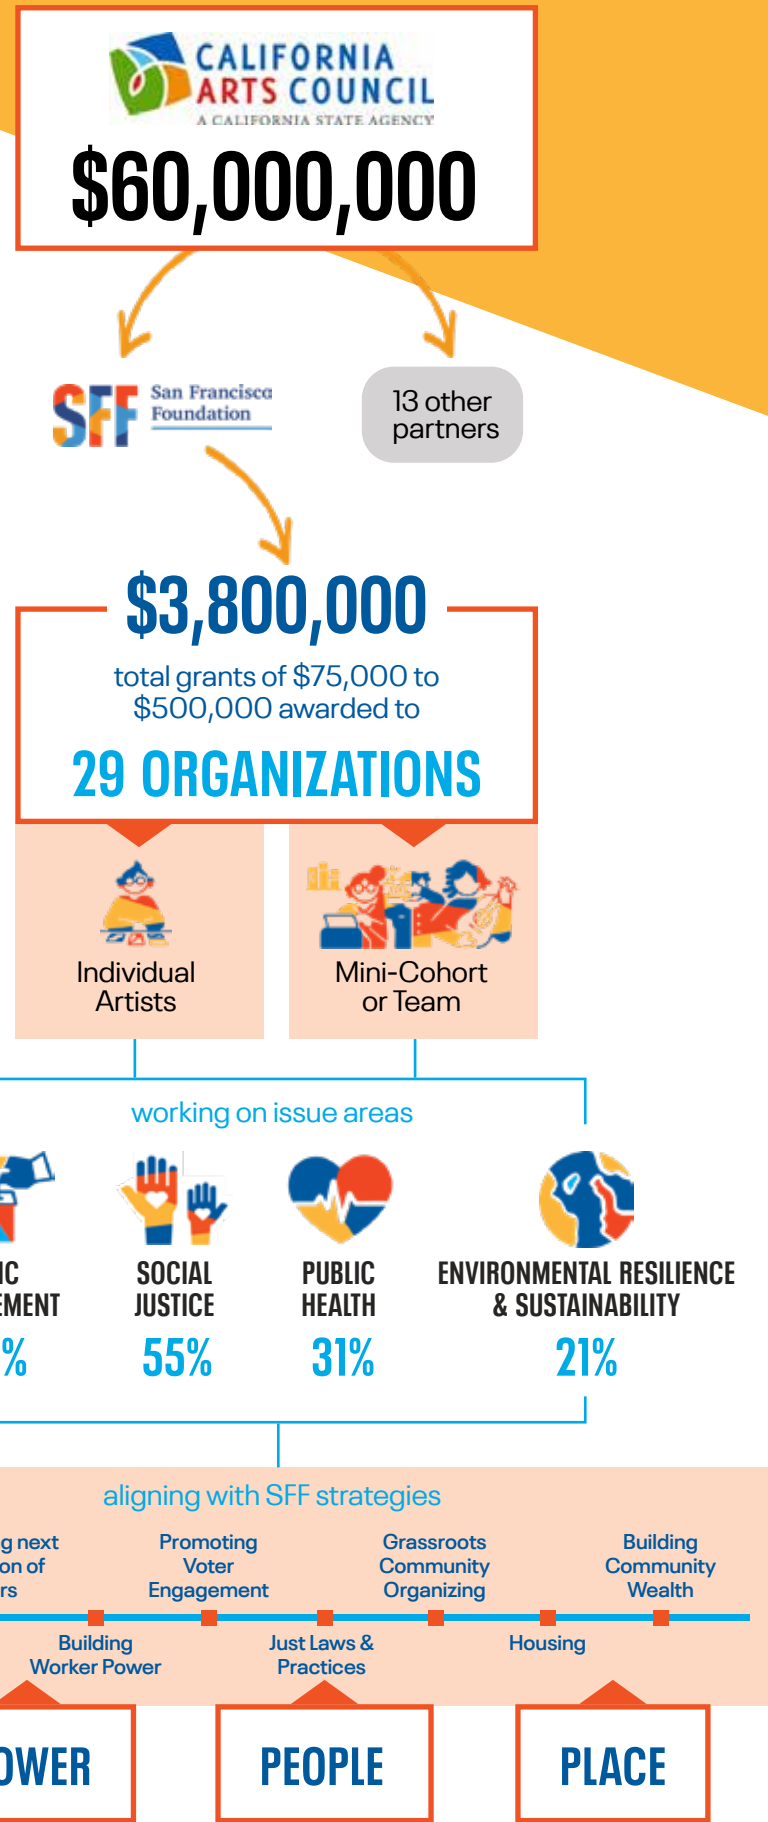 CALIFORNIA
ARTS COUNCIL
A CALIFORNIA STATE AGENCY
$60,000,000
SFF San Francisco
Foundation
13 other
partners
$3,800,000
total grants of $75,000 to
$500,000 awarded to
29 ORGANIZATIONS
Individual
Artists
Mini-Cohort
or Team
working on issue areas
SOCIAL
JUSTICE
55%
PUBLIC
HEALTH
31%
ENVIRONMENTAL RESILIENCE
& SUSTAINABILITY
21%
aligning with SFF strategies
next
of
Promoting
Voter
Engagement
Grassroots
Community
Organizing
Building
Community
Wealth
Building
Worker Power
Just Laws &
Practices
Housing
PEOPLE
PLACE